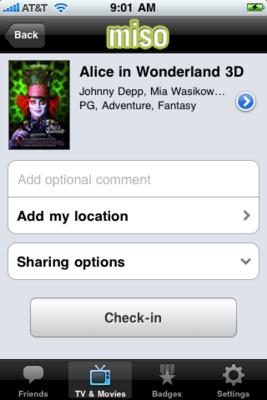 AT&T 9:01 AM
Back
miso
Alice in Wonderland 3D
Johnny Depp, Mia Wasikow...
PG, Adventure, Fantasy
Add optional comment
Add my location
Sharing options
Check-in
Friends
TV & Movies
Badges
Settings